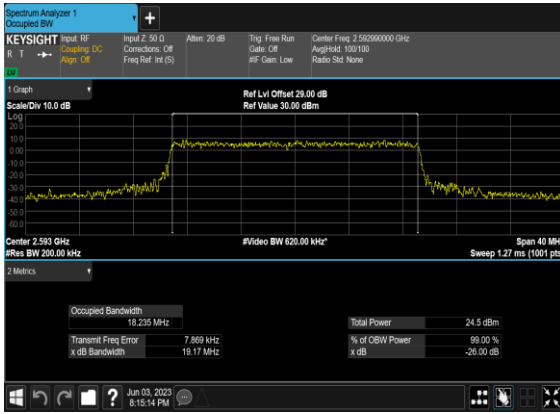 Spectrum Analyzer 1
Occupied BW
+
KEYSIGHT Input: RF Input Z: 50 Ω Atten: 20 dB Trig: Free Run Center Freq: 2.592990000 GHz
R T Coupling: DC Corrections: Off Gate: Off Avg|Hold: 100/100
Align: Off Freq Ref: Int (S) #IF Gain: Low Radio Std: None
LXI
1 Graph
Ref Lvl Offset 29.00 dB
Scale/Div 10.0 dB Ref Value 30.00 dBm
Log
20.0
10.0
0.00
-10.0
-20.0
-30.0
-40.0
-50.0
-60.0
Center 2.593 GHz #Video BW 620.00 kHz* Span 40 MH
#Res BW 200.00 kHz Sweep 1.27 ms (1001 pts
2 Metrics
Occupied Bandwidth
18.235 MHz Total Power 24.5 dBm
Transmit Freq Error 7.869 kHz % of OBW Power 99.00 %
x dB Bandwidth 19.17 MHz x dB -26.00 dB
?
Jun 03, 2023
8:15:14 PM